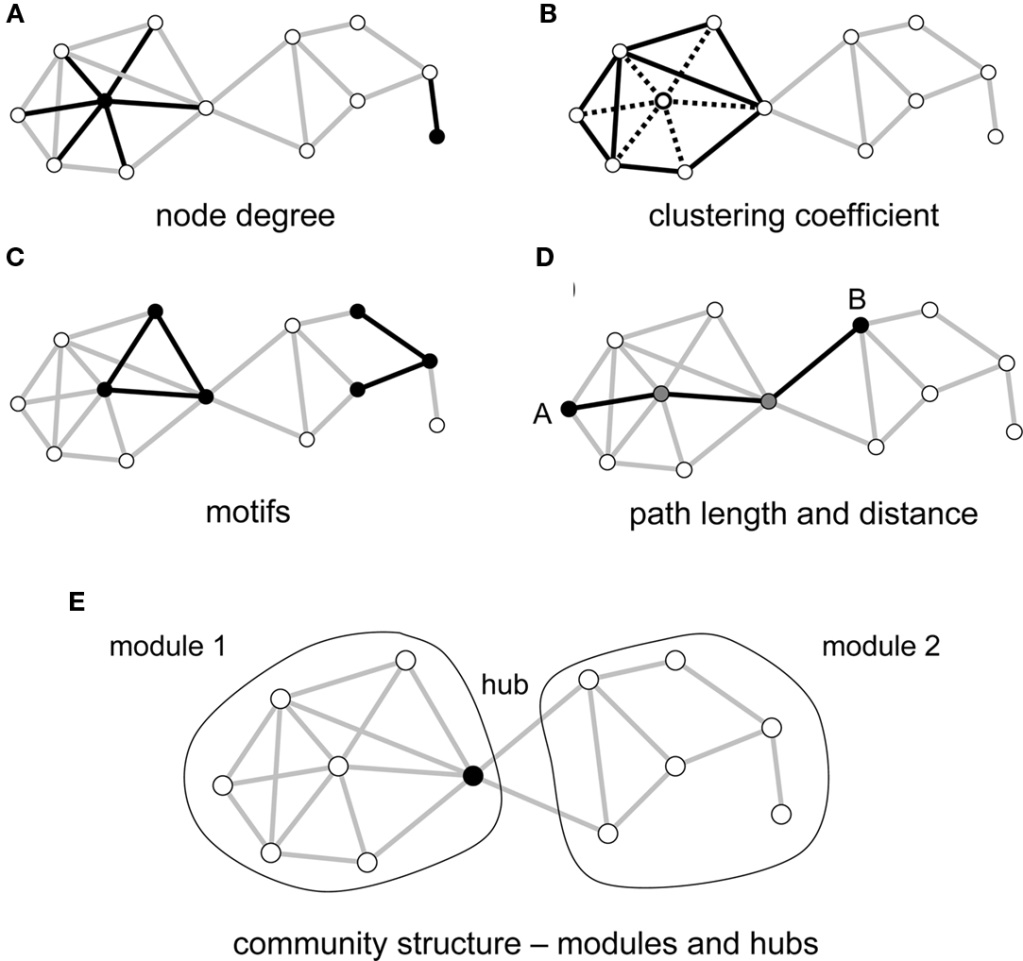 A
B
node degree
clustering coefficient
C
D
A
B
motifs
path length and distance
E
module 1
hub
module 2
community structure – modules and hubs